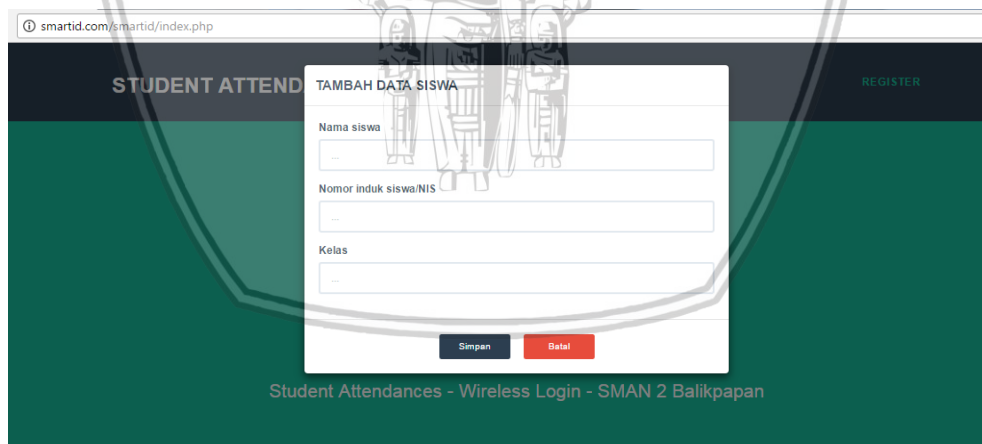 smartid.com/smartid/index.php
STUDENT ATTEND
REGISTER
TAMBAH DATA SISWA
Nama siswa
...
Nomor induk siswa/NIS
...
Kelas
...
Simpan
Batal
Student Attendances - Wireless Login - SMAN 2 Balikpapan